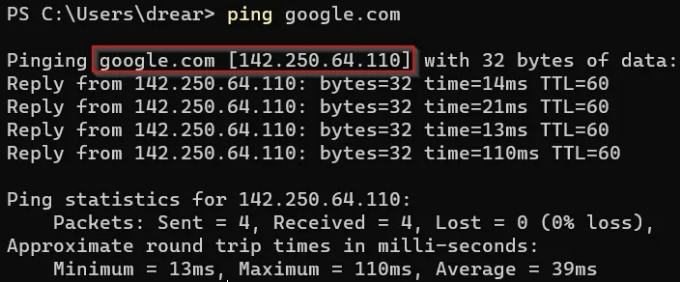 PS C:\Users\drear> ping google.com
Pinging google.com [142.250.64.110] with 32 bytes of data:
Reply from 142.250.64.110: bytes=32 time=14ms TTL=60
Reply from 142.250.64.110: bytes=32 time=21ms TTL=60
Reply from 142.250.64.110: bytes=32 time=13ms TTL=60
Reply from 142.250.64.110: bytes=32 time=110ms TTL=60
Ping statistics for 142.250.64.110:
Packets: Sent = 4, Received = 4, Lost = 0 (0% loss),
Approximate round trip times in milli-seconds:
Minimum = 13ms, Maximum = 110ms, Average = 39ms